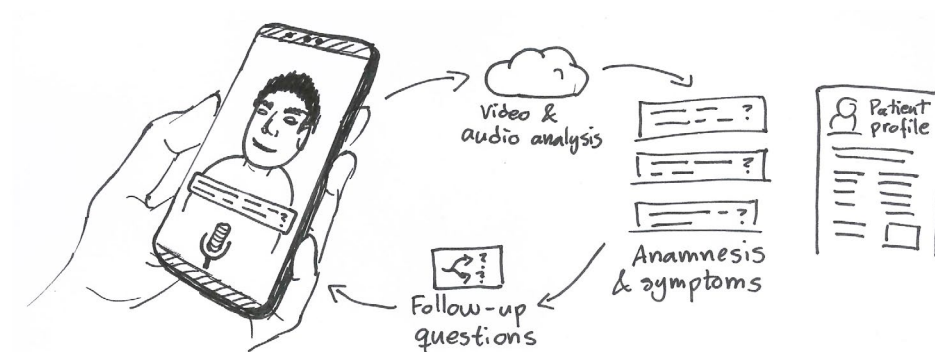 Video &
audio analysis
?
?
?
Anamnesis
& symptoms
Patient
profile
?
?
?
Follow-up
questions
?